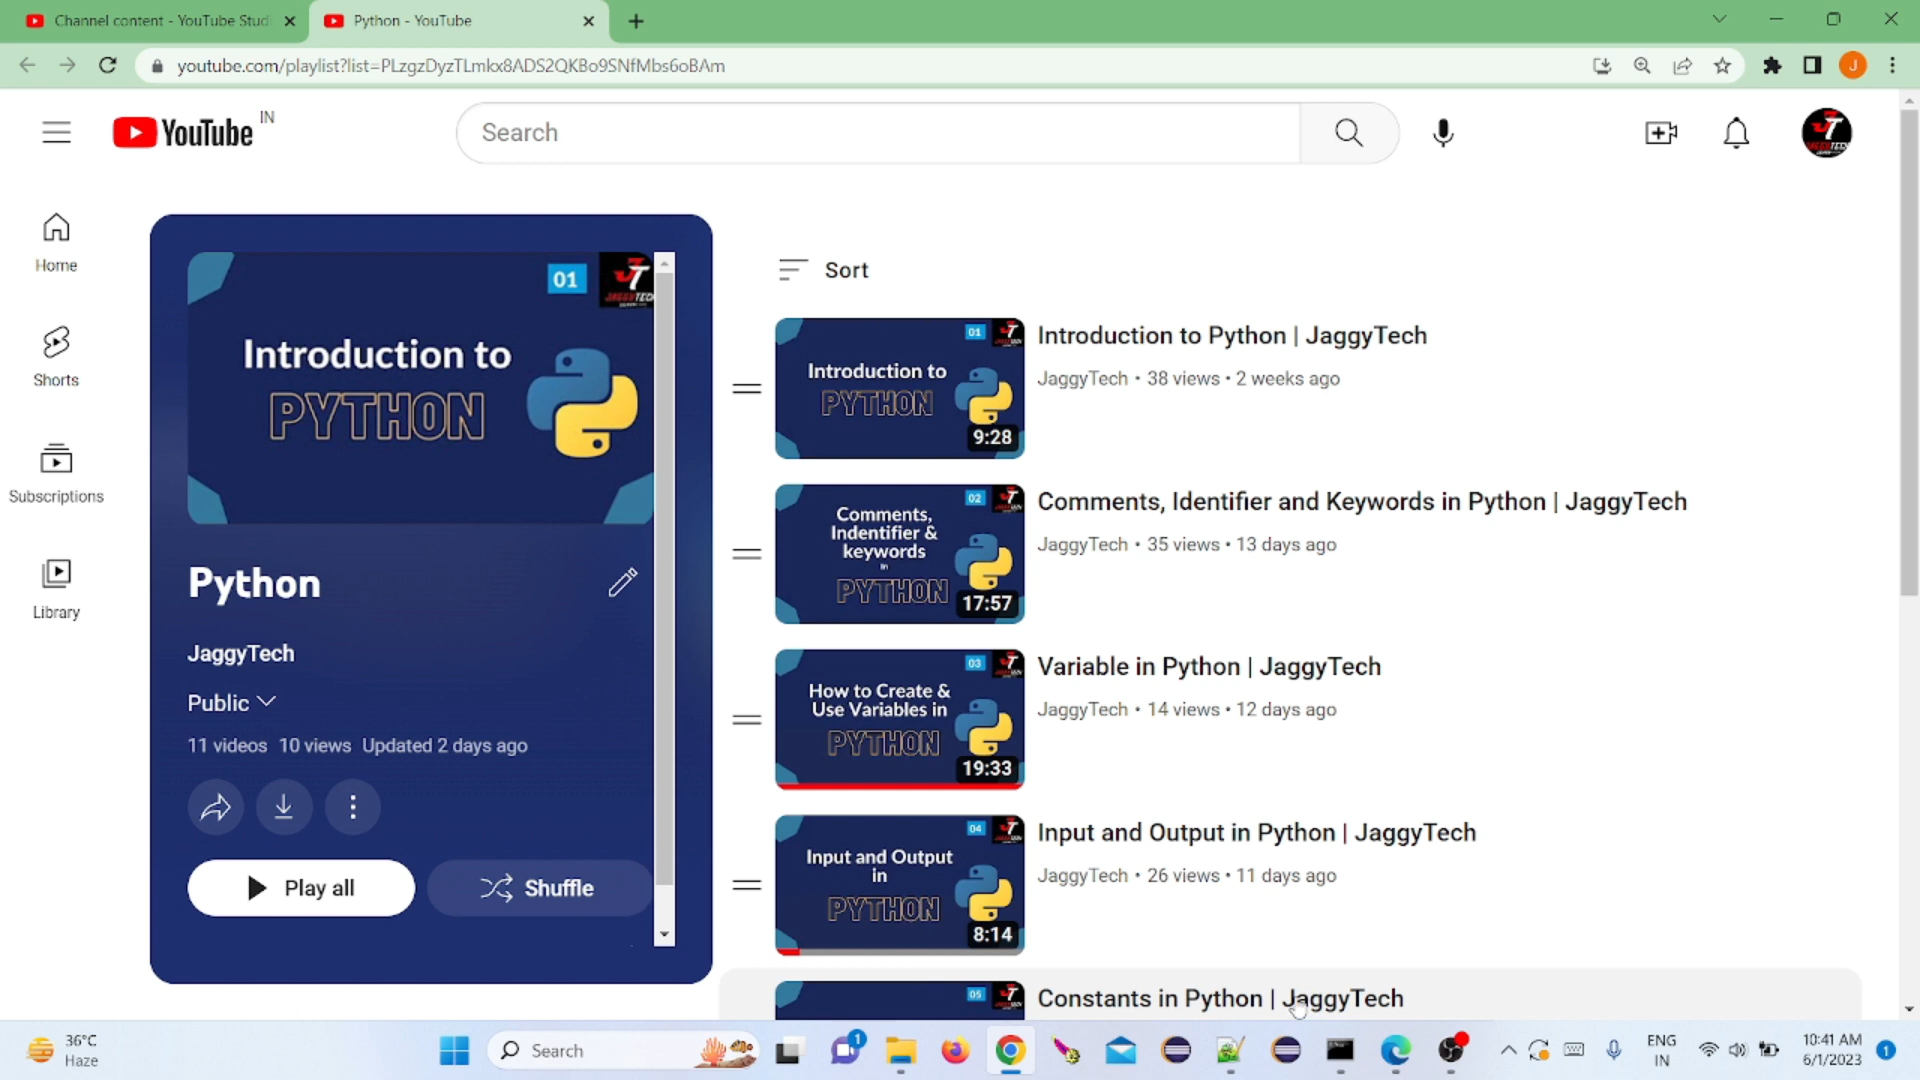 Channel content - YouTube Stud
Python - YouTube
youtube.com/playlist?list=PLzgzDyzTLmkx8ADS2QKBo9SNfMbs6oBAm
J
YouTube IN
Search
JT
Home
Shorts
Subscriptions
Library
01
Introduction to
PYTHON
Python
JaggyTech
Public
11 videos 10 views Updated 2 days ago
Play all
Shuffle
Sort
01
Introduction to
PYTHON
9:28
Introduction to Python | JaggyTech
JaggyTech • 38 views • 2 weeks ago
02
Comments,
Indentifier &
keywords
in
PYTHON
17:57
Comments, Identifier and Keywords in Python | JaggyTech
JaggyTech • 35 views • 13 days ago
03
How to Create &
Use Variables in
PYTHON
19:33
Variable in Python | JaggyTech
JaggyTech • 14 views • 12 days ago
04
Input and Output
in
PYTHON
8:14
Input and Output in Python | JaggyTech
JaggyTech • 26 views • 11 days ago
05
Constants in Python | JaggyTech
36°C
Haze
Search
1
ENG
IN
10:41 AM
6/1/2023
1